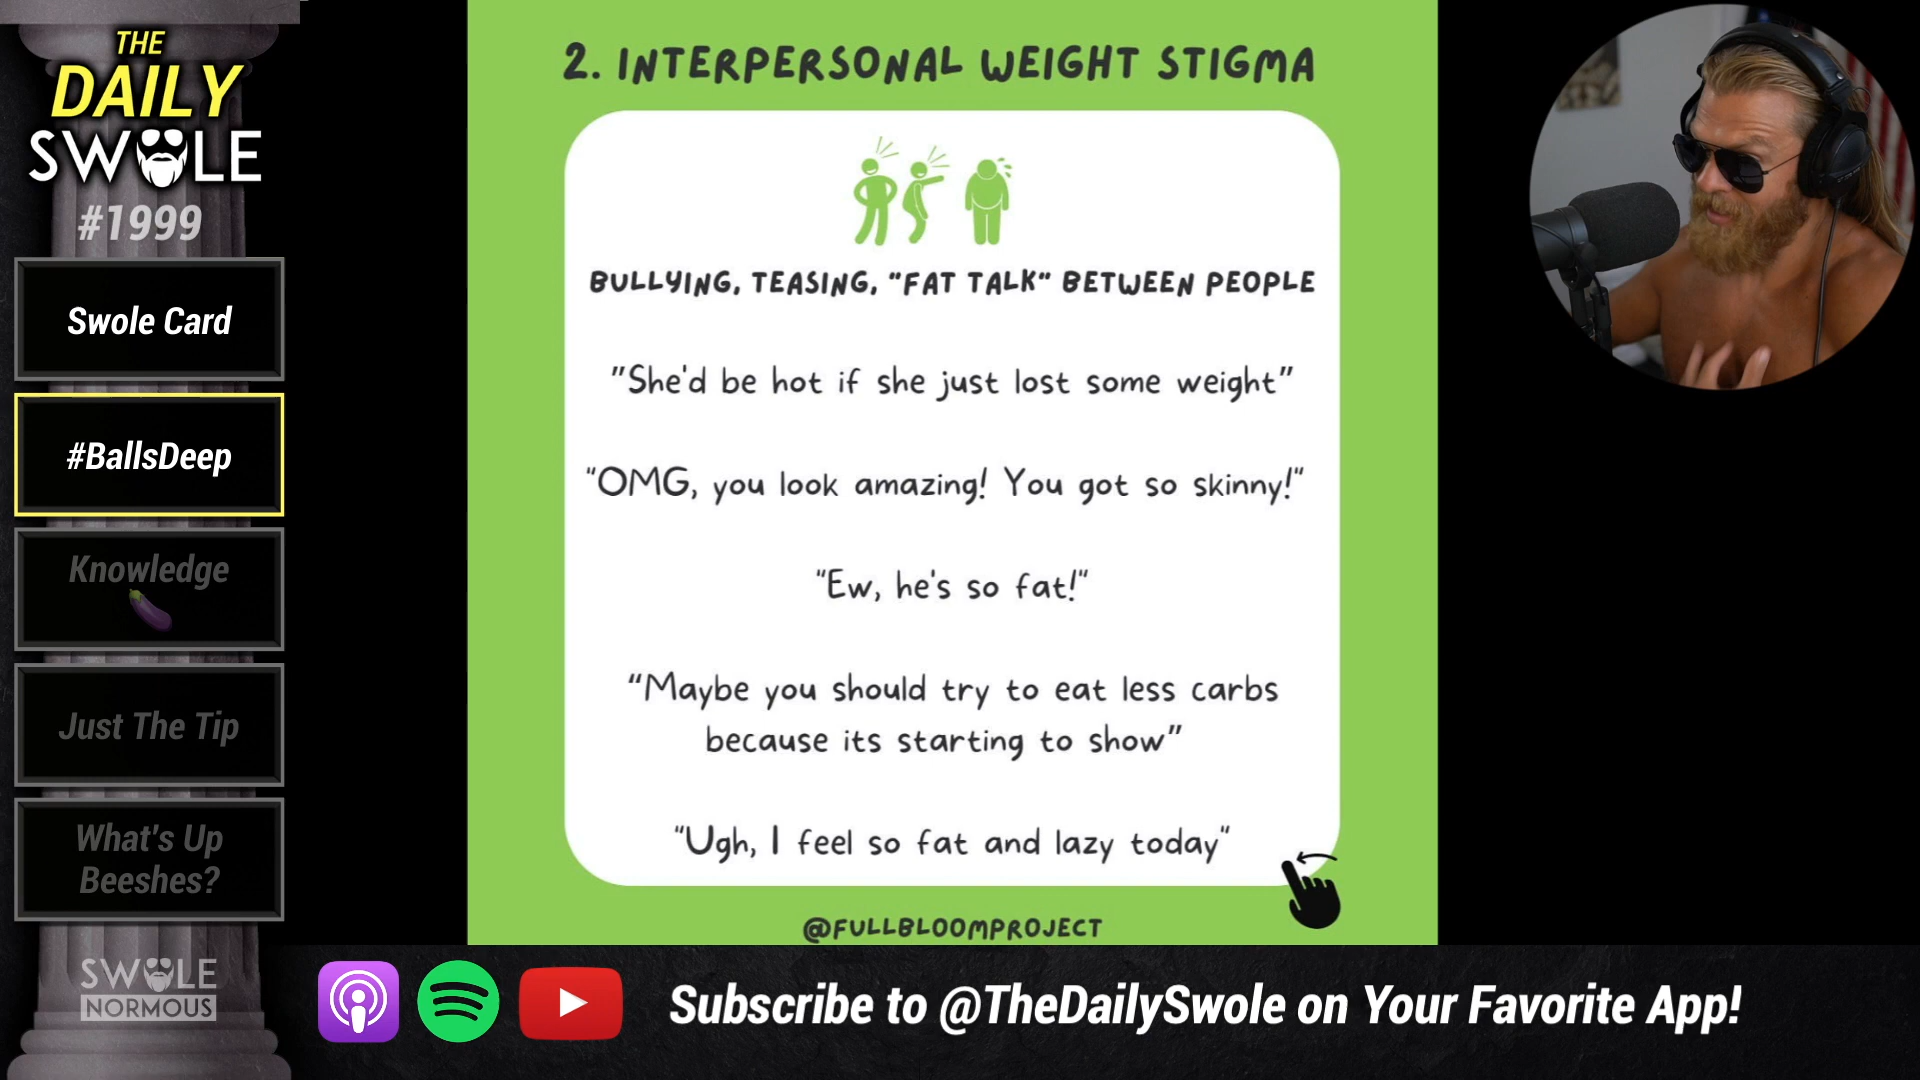 THE
DAILY
SWOLE
#1999
Swole Card
#BallsDeep
Knowledge
Just The Tip
What's Up
Beeshes?
SWOLE
NORMOUS
2. INTERPERSONAL WEIGHT STIGMA
BULLYING, TEASING, "FAT TALK" BETWEEN PEOPLE
"She'd be hot if she just lost some weight"
"OMG, you look amazing! You got so skinny!"
"Ew, he's so fat!"
"Maybe you should try to eat less carbs
because its starting to show"
"Ugh, I feel so fat and lazy today"
@FULLBLOOMPROJECT
Subscribe to @TheDailySwole on Your Favorite App!